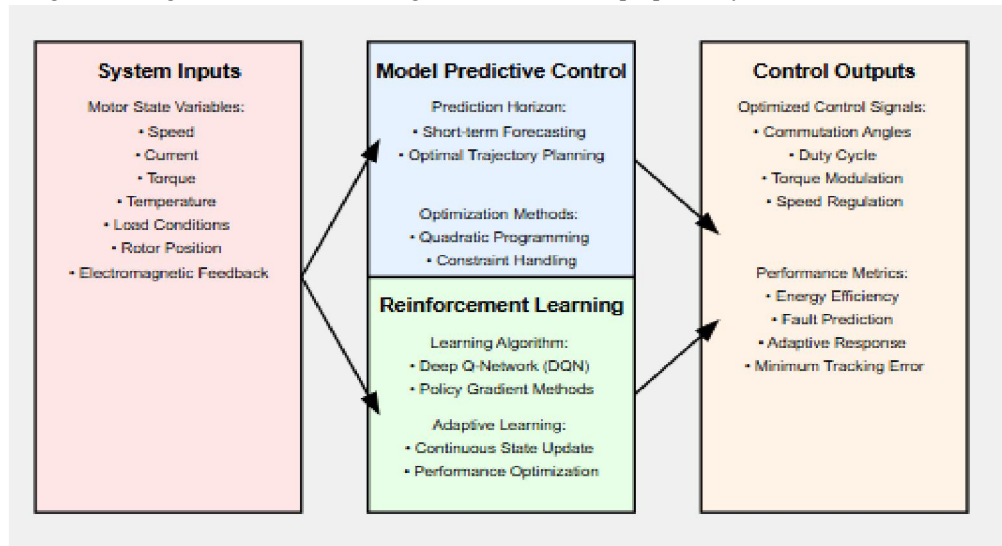 System Inputs
Motor State Variables:
• Speed
• Current
• Torque
• Temperature
• Load Conditions
• Rotor Position
• Electromagnetic Feedback
Model Predictive Control
Prediction Horizon:
• Short-term Forecasting
• Optimal Trajectory Planning
Optimization Methods:
• Quadratic Programming
• Constraint Handling
Reinforcement Learning
Learning Algorithm:
• Deep Q-Network (DQN)
• Policy Gradient Methods
Adaptive Learning:
• Continuous State Update
• Performance Optimization
Control Outputs
Optimized Control Signals:
• Commutation Angles
• Duty Cycle
• Torque Modulation
• Speed Regulation
Performance Metrics:
• Energy Efficiency
• Fault Prediction
• Adaptive Response
• Minimum Tracking Error